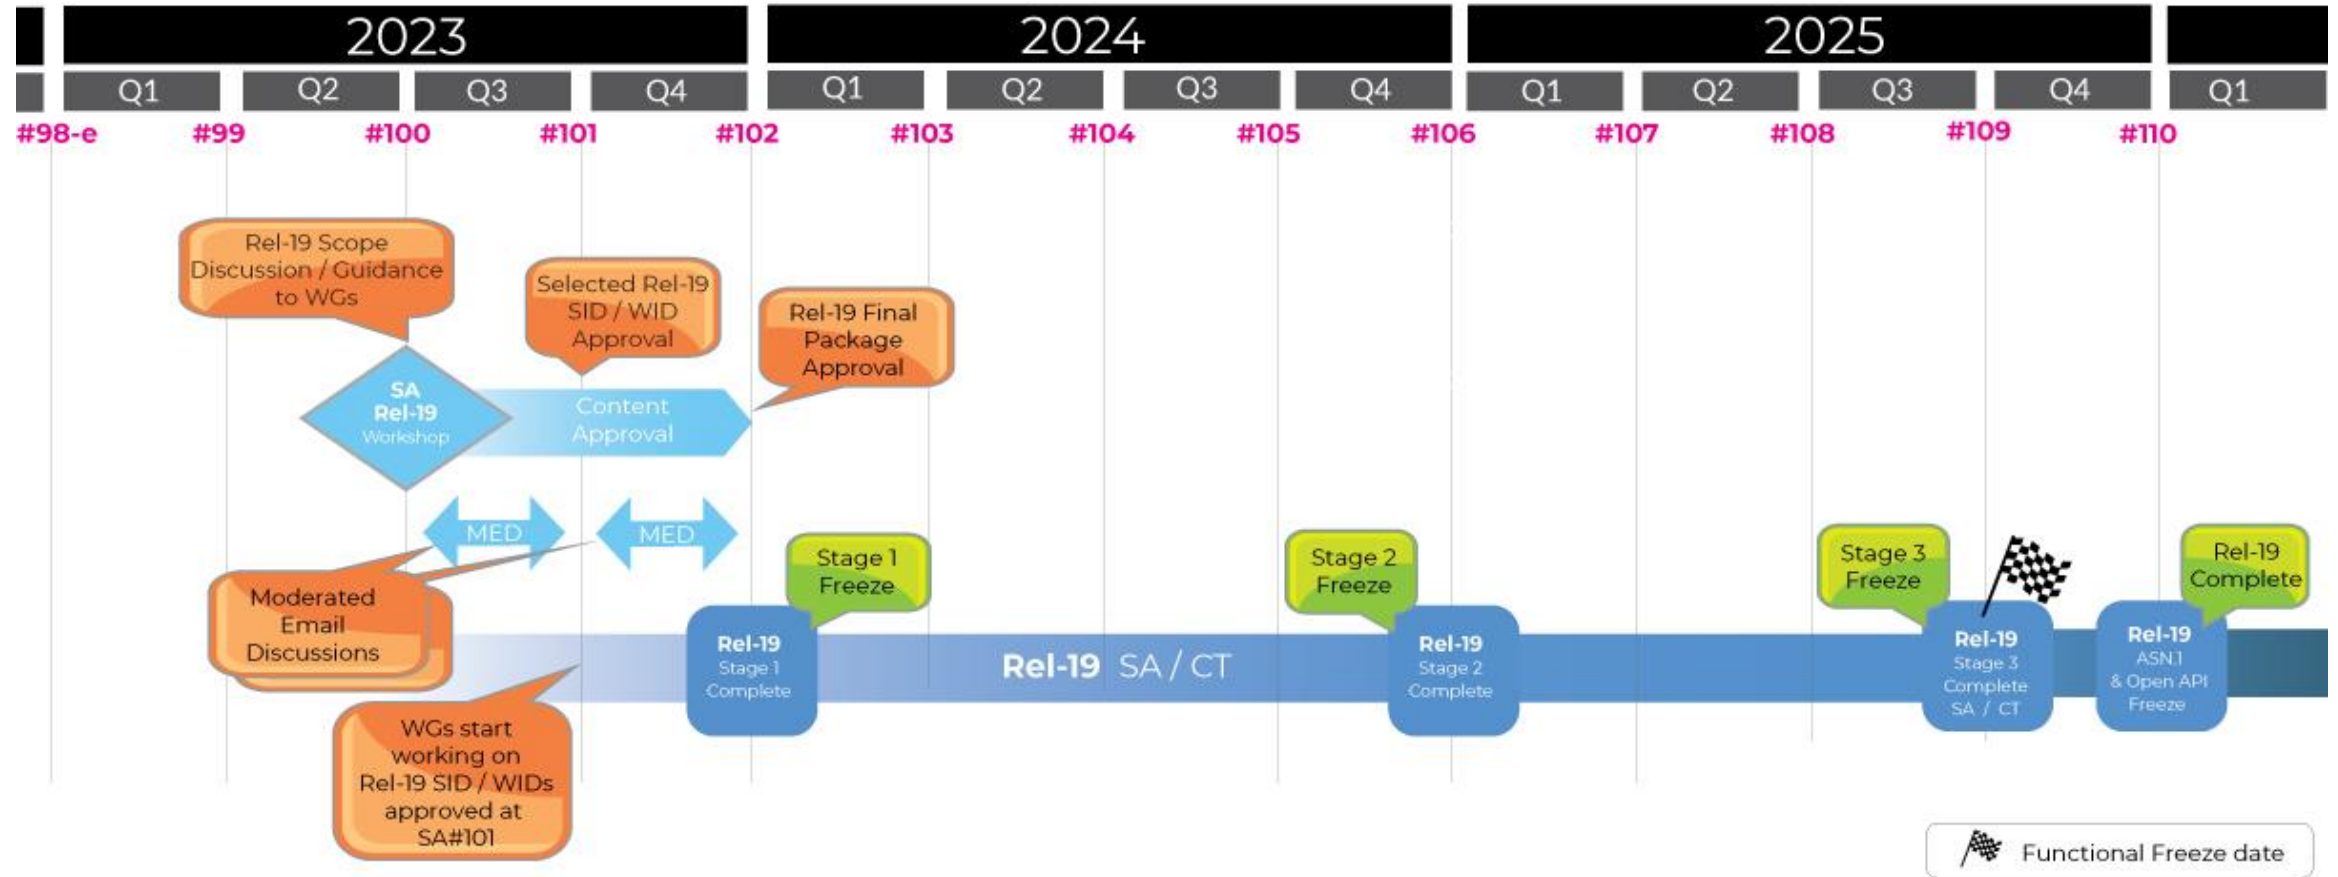 2023
2024
2025
Q1
Q2
Q3
Q4
Q1
Q2
Q3
Q4
Q1
Q2
Q3
Q4
Q1
#98-e
#99
#100
#101
#102
#103
#104
#105
#106
#107
#108
#109
#110
Rel-19 Scope
Discussion / Guidance
to WGs
Selected Rel-19
SID / WID
Approval
Rel-19 Final
Package
Approval
SA
Rel-19
Workshop
Content
Approval
MED
MED
Moderated
Email
Discussions
Stage 1
Freeze
Stage 2
Freeze
Stage 3
Freeze
Rel-19
Complete
Rel-19
Stage 1
Complete
Rel-19 SA / CT
Rel-19
Stage 2
Complete
Rel-19
Stage 3
Complete
SA / CT
Rel-19
ASN.1
& Open API
Freeze
WGs start
working on
Rel-19 SID / WIDs
approved at
SA#101
Functional Freeze date